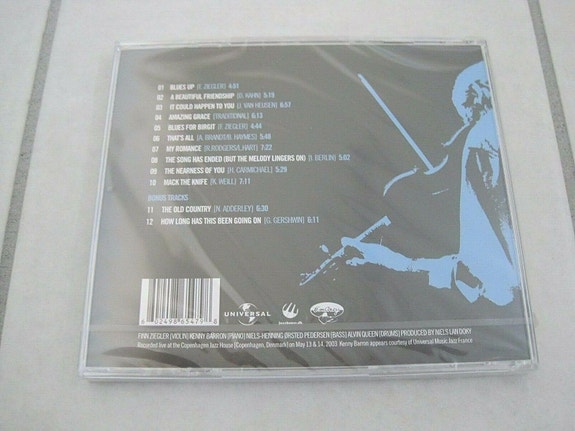 01 BLUES UP [F. ZIEGLER] 4:01
02 A BEAUTIFUL FRIENDSHIP [D. KAHN] 5:19
03 IT COULD HAPPEN TO YOU [J. VAN HEUSEN] 6:57
04 AMAZING GRACE [TRADITIONAL] 6:13
05 BLUES FOR BIRGIT [F. ZIEGLER] 4:44
06 THAT'S ALL [A. BRANDT/B. HAYMES] 5:46
07 MY ROMANCE [R.RODGERS/L.HART] 7:22
08 THE SONG HAS ENDED (BUT THE MELODY LINGERS ON) [I. BERLIN] 5:02
09 THE NEARNESS OF YOU [H. CARMICHAEL] 5:29
10 MACK THE KNIFE [K. WEILL] 7:11
BONUS TRACKS
11 THE OLD COUNTRY [N. ADDERLEY] 6:30
12 HOW LONG HAS THIS BEEN GOING ON [G. GERSHWIN] 6:11
6 02498 65475 8
UNIVERSAL
FINN ZIEGLER [VIOLIN] KENNY BARRON [PIANO] NIELS-HENNING ØRSTED PEDERSEN [BASS] ALVIN QUEEN [DRUMS] PRODUCED BY NIELS LAN DOKY
Recorded live at the Copenhagen Jazz House [Copenhagen, Denmark] on May 13 & 14, 2003 Kenny Barron appears courtesy of Universal Music Jazz France